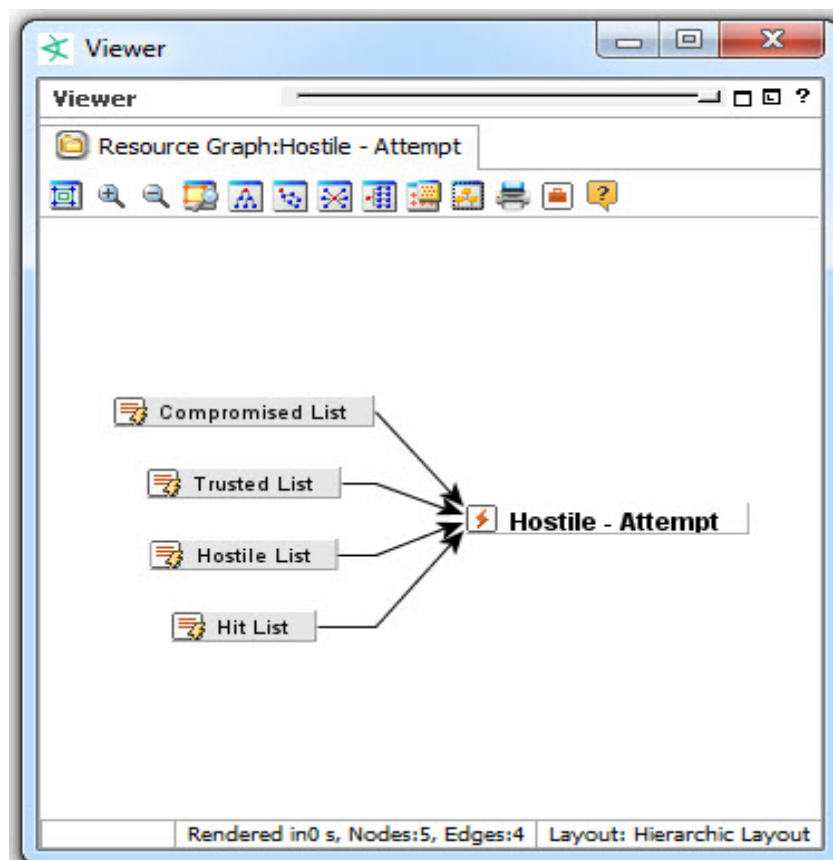 Viewer
Viewer
?
Resource Graph:Hostile - Attempt
?
Compromised List
Trusted List
Hostile - Attempt
Hostile List
Hit List
Rendered in0 s, Nodes:5, Edges:4 Layout: Hierarchic Layout